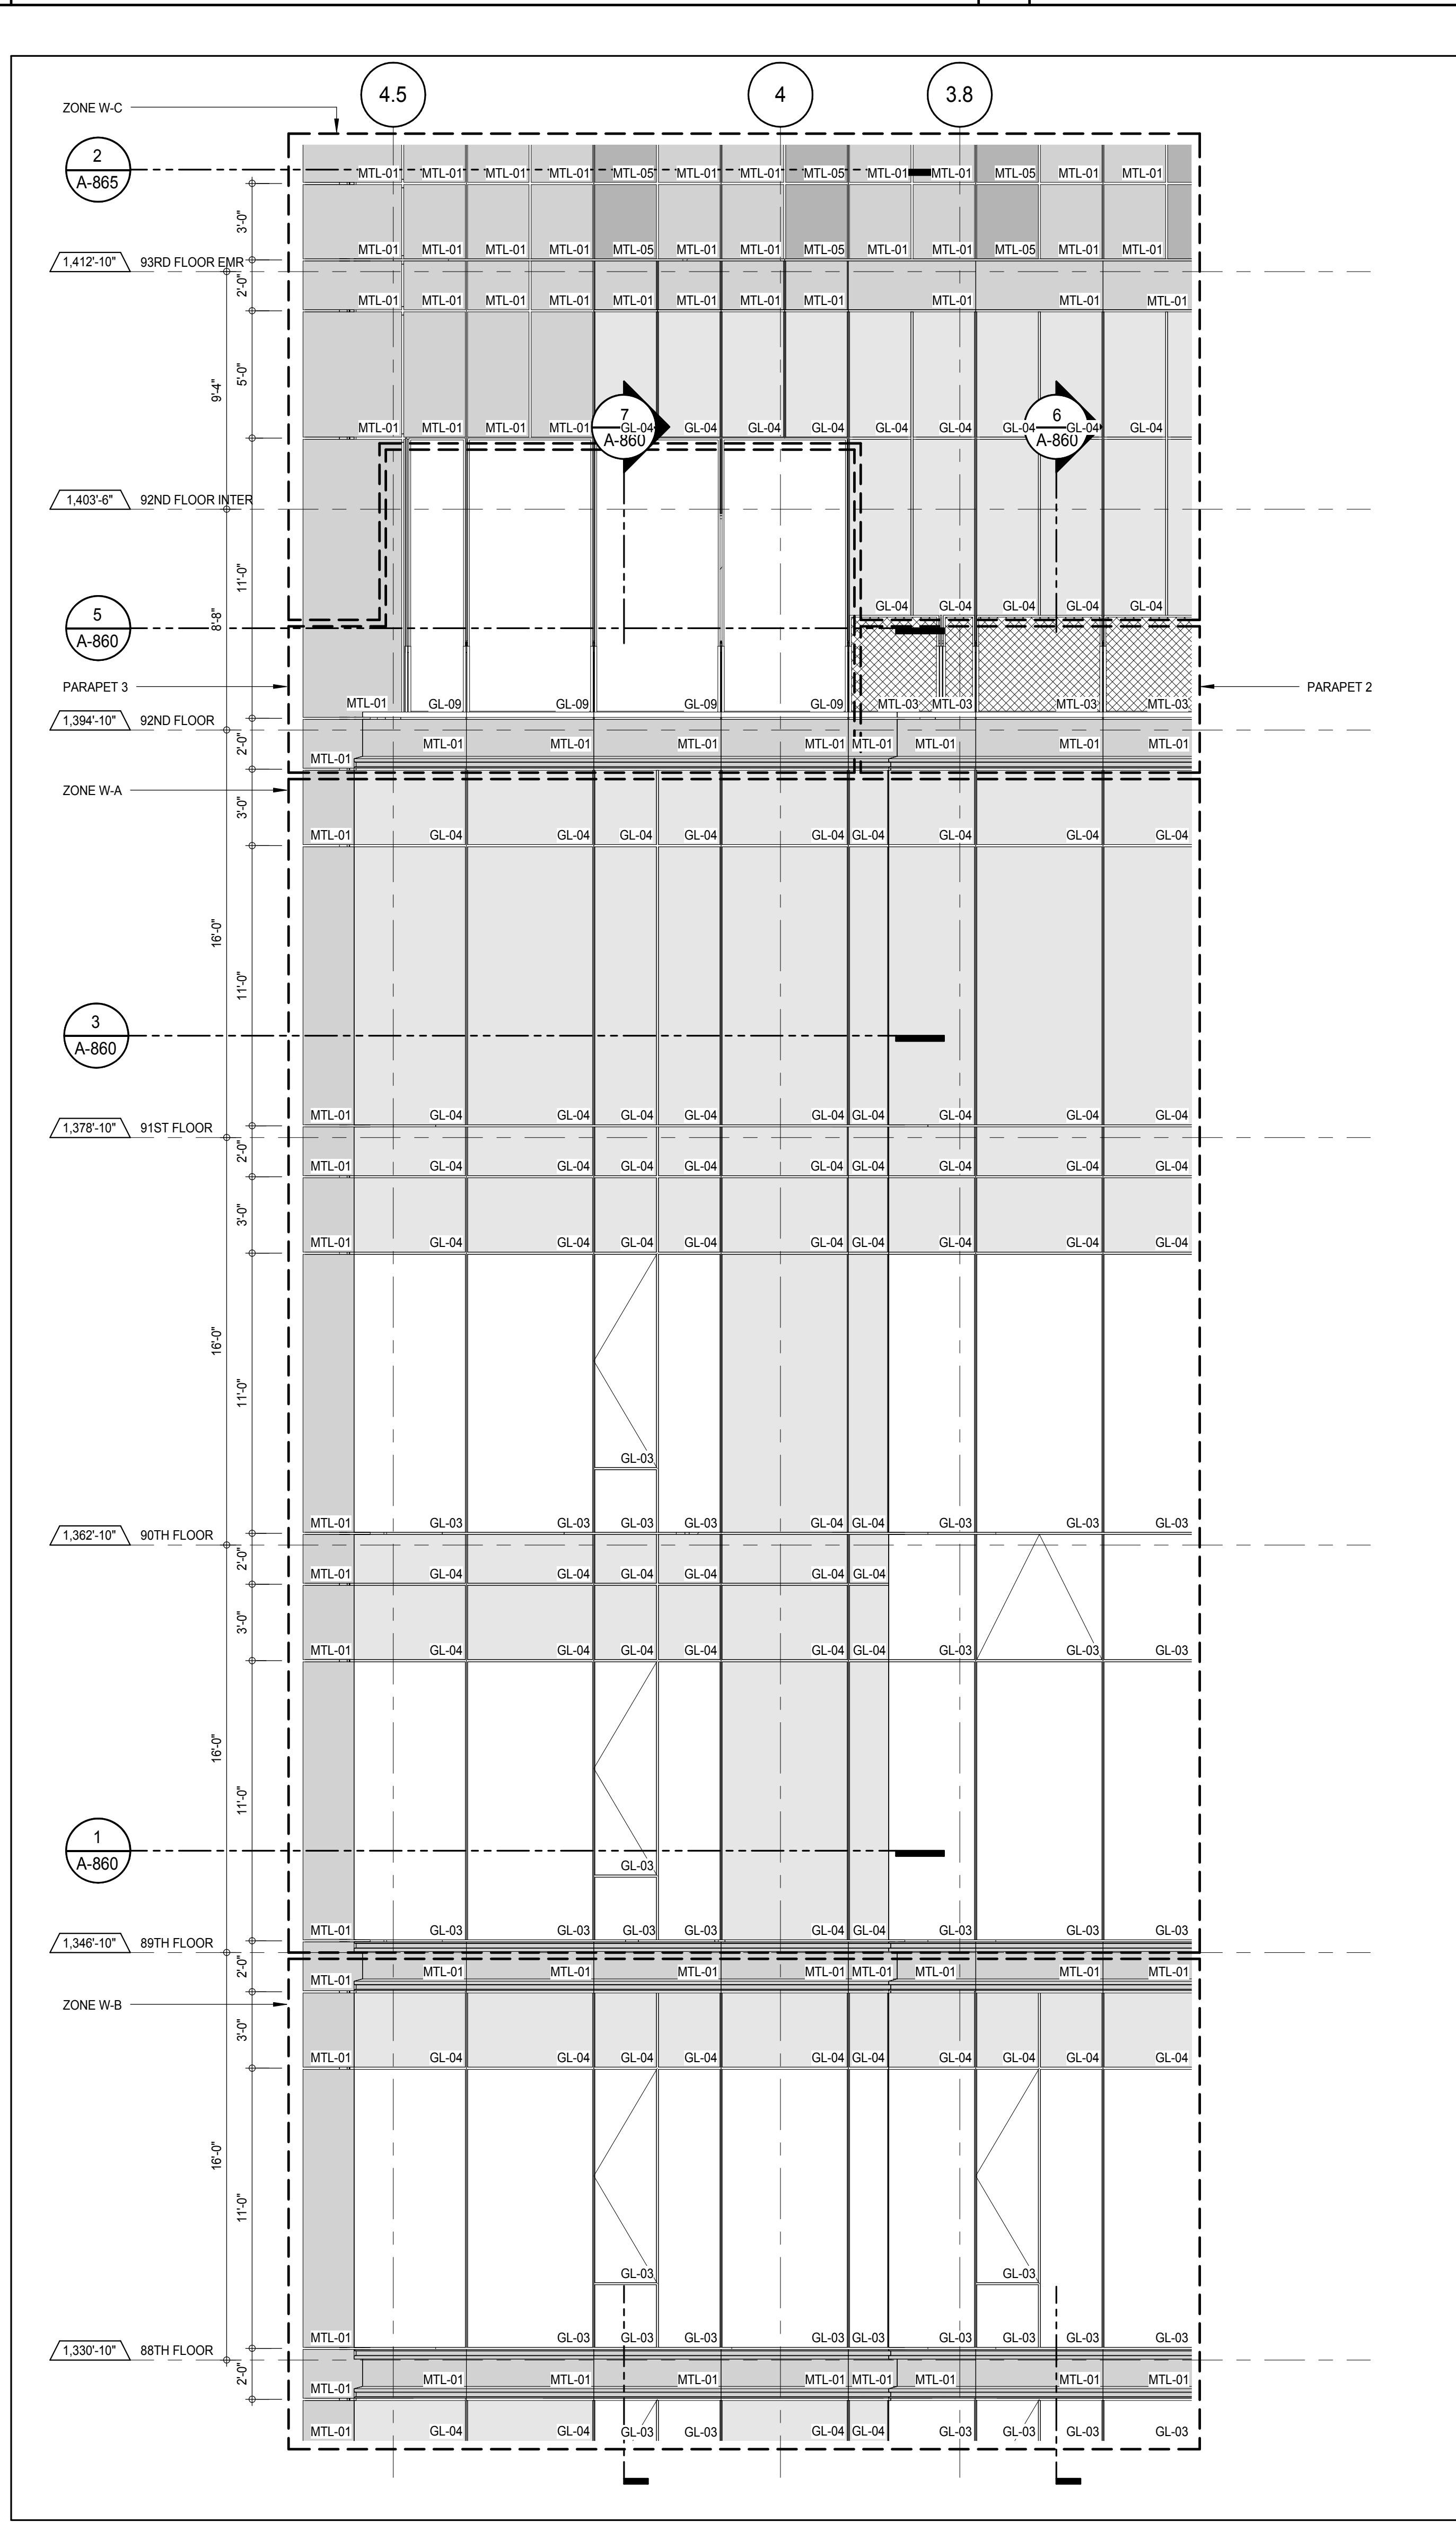 4.5 4 3.8
ZONE W-C
2
A-865
MTL-01 MTL-01 MTL-01 MTL-01 MTL-05 MTL-01 MTL-01 MTL-05 MTL-01 MTL-01 MTL-05 MTL-01 MTL-01
3'-0"
MTL-01 MTL-01 MTL-01 MTL-01 MTL-05 MTL-01 MTL-01 MTL-05 MTL-01 MTL-01 MTL-05 MTL-01 MTL-01
1,412'-10" 93RD FLOOR EMR
2'-0"
MTL-01 MTL-01 MTL-01 MTL-01 MTL-01 MTL-01 MTL-01 MTL-01 MTL-01 MTL-01 MTL-01
9'-4" 5'-0"
7 6
MTL-01 MTL-01 MTL-01 MTL-01 GL-04 GL-04 GL-04 GL-04 GL-04 GL-04 GL-04 GL-04 GL-04
A-860 A-860
1,403'-6" 92ND FLOOR INTER
11'-0"
8'-8"
GL-04 GL-04 GL-04 GL-04 GL-04
5
A-860
PARAPET 3 PARAPET 2
MTL-01 GL-09 GL-09 GL-09 GL-09 MTL-03 MTL-03 MTL-03 MTL-03
1,394'-10" 92ND FLOOR
2'-0"
MTL-01 MTL-01 MTL-01 MTL-01 MTL-01 MTL-01 MTL-01 MTL-01
MTL-01
ZONE W-A
3'-0"
MTL-01 GL-04 GL-04 GL-04 GL-04 GL-04 GL-04 GL-04 GL-04 GL-04
16'-0"
11'-0"
3
A-860
MTL-01 GL-04 GL-04 GL-04 GL-04 GL-04 GL-04 GL-04 GL-04 GL-04
1,378'-10" 91ST FLOOR
2'-0"
MTL-01 GL-04 GL-04 GL-04 GL-04 GL-04 GL-04 GL-04 GL-04 GL-04
3'-0"
MTL-01 GL-04 GL-04 GL-04 GL-04 GL-04 GL-04 GL-04 GL-04 GL-04
16'-0"
11'-0"
GL-03
MTL-01 GL-03 GL-03 GL-03 GL-03 GL-04 GL-04 GL-03 GL-03 GL-03
1,362'-10" 90TH FLOOR
2'-0"
MTL-01 GL-04 GL-04 GL-04 GL-04 GL-04 GL-04
3'-0"
MTL-01 GL-04 GL-04 GL-04 GL-04 GL-04 GL-04 GL-03 GL-03 GL-03
16'-0"
11'-0"
1
A-860
GL-03
MTL-01 GL-03 GL-03 GL-03 GL-03 GL-04 GL-04 GL-03 GL-03 GL-03
1,346'-10" 89TH FLOOR
2'-0"
MTL-01 MTL-01 MTL-01 MTL-01 MTL-01 MTL-01 MTL-01 MTL-01
MTL-01
ZONE W-B
3'-0"
MTL-01 GL-04 GL-04 GL-04 GL-04 GL-04 GL-04 GL-04 GL-04 GL-04 GL-04
16'-0"
11'-0"
GL-03 GL-03
MTL-01 GL-03 GL-03 GL-03 GL-03 GL-03 GL-03 GL-03 GL-03 GL-03
1,330'-10" 88TH FLOOR
2'-0"
MTL-01 MTL-01 MTL-01 MTL-01 MTL-01 MTL-01 MTL-01 MTL-01
MTL-01
MTL-01 GL-04 GL-04 GL-03 GL-03 GL-04 GL-04 GL-03 GL-03 GL-03 GL-03